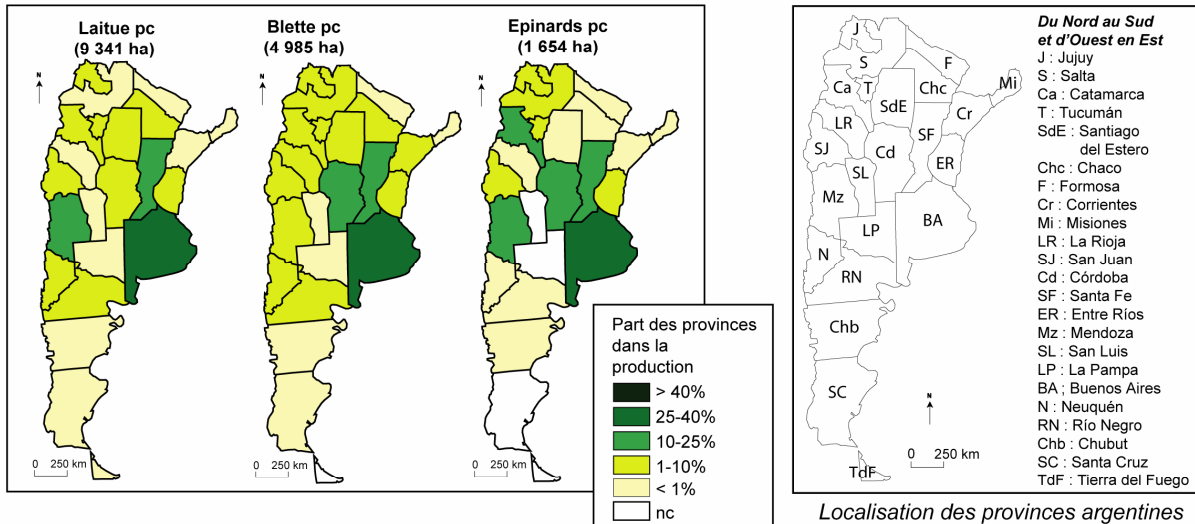 Laitue pc
(9 341 ha)
Blette pc
(4 985 ha)
Epinards pc
(1 654 ha)
N
N
N
0 250 km
0 250 km
0 250 km
Part des provinces
dans la
production
> 40%
25-40%
10-25%
1-10%
< 1%
nc
J
S
F
Mi
Ca
T
Chc
SdE
Cr
LR
SF
SJ
Cd
ER
SL
Mz
BA
LP
N
RN
Chb
SC
TdF
N
0 250 km
Du Nord au Sud
et d'Ouest en Est
J : Jujuy
S : Salta
Ca : Catamarca
T : Tucumán
SdE : Santiago
del Estero
Chc : Chaco
F : Formosa
Cr : Corrientes
Mi : Misiones
LR : La Rioja
SJ : San Juan
Cd : Córdoba
SF : Santa Fe
ER : Entre Ríos
Mz : Mendoza
SL : San Luis
LP : La Pampa
BA ; Buenos Aires
N : Neuquén
RN : Río Negro
Chb : Chubut
SC : Santa Cruz
TdF : Tierra del Fuego
Localisation des provinces argentines